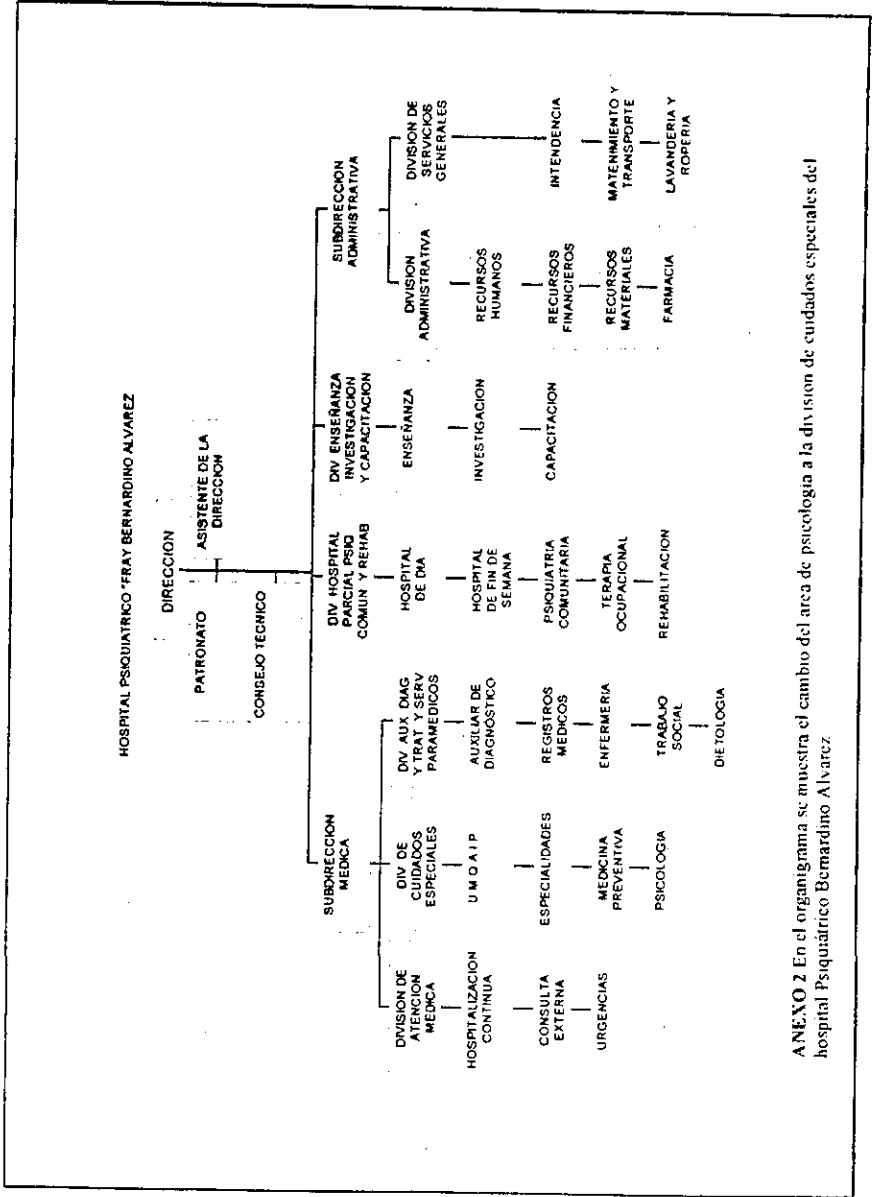 HOSPITAL PSIQUIATRICO "FRAY BERNARDINO ALVAREZ
DIRECCION
PATRONATO
ASISTENTE DE LA
DIRECCION
CONSEJO TECNICO
SUBDIRECCION
MEDICA
DIVISION DE
ATENCION
MEDICA
HOSPITALIZACION
CONTINUA
CONSULTA
EXTERNA
URGENCIAS
DIV DE
CUIDADOS
ESPECIALES
U M Q A I P
ESPECIALIDADES
MEDICINA
PREVENTIVA
PSICOLOGIA
DIV AUX DIAG
Y TRAT Y SERV
PARAMEDICOS
AUXILIAR DE
DIAGNÓSTICO
REGISTROS
MEDICOS
ENFERMERIA
TRABAJO
SOCIAL
DIETOLOGIA
DIV HOSPITAL
PARCIAL PSIQ
COMUN Y REHAB
HOSPITAL
DE DIA
HOSPITAL
DE FIN DE
SEMANA
PSIQUIATRIA
COMUNITARIA
TERAPIA
OCUPACIONAL
REHABILITACION
DIV ENSEÑANZA
INVESTIGACION
Y CAPACITACION
ENSEÑANZA
INVESTIGACION
CAPACITACION
SUBDIRECCION
ADMINISTRATIVA
DIVISION
ADMINISTRATIVA
RECURSOS
HUMANOS
RECURSOS
FINANCIEROS
RECURSOS
MATERIALES
FARMACIA
DIVISION DE
SERVICIOS
GENERALES
INTENDENCIA
MATENIMIENTO Y
TRANSPORTE
LAVANDERIA Y
ROPERIA
ANEXO 2 En el organigrama se muestra el cambio del area de psicologia a la division de cuidados especiales del
hospital Psiquiátrico Bernardino Alvarez